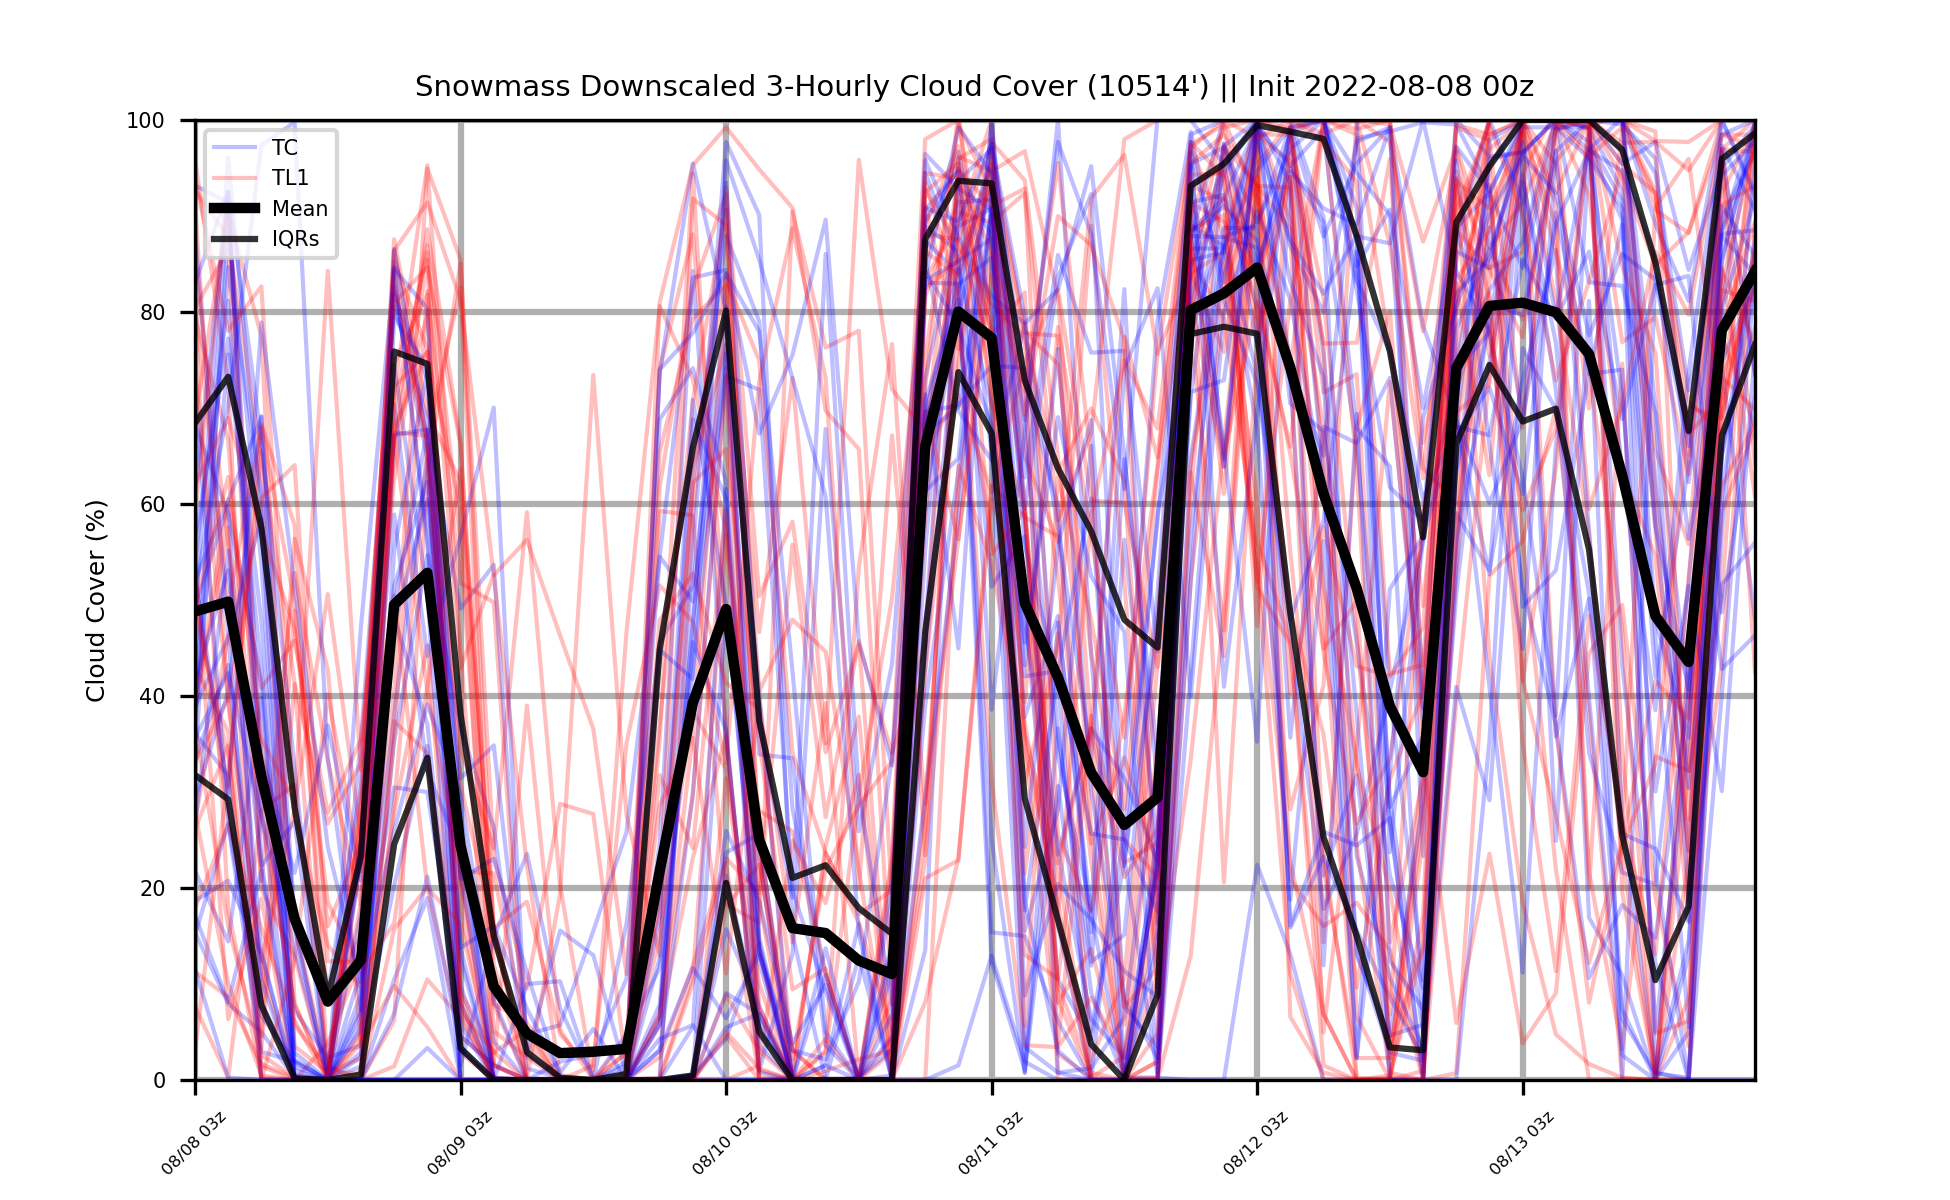 Snowmass Downscaled 3-Hourly Cloud Cover (10514') || Init 2022-08-08 00z
Cloud Cover (%)
100
80
60
40
20
0
TC
TL1
Mean
IQRs
08/08 03z
08/09 03z
08/10 03z
08/11 03z
08/12 03z
08/13 03z